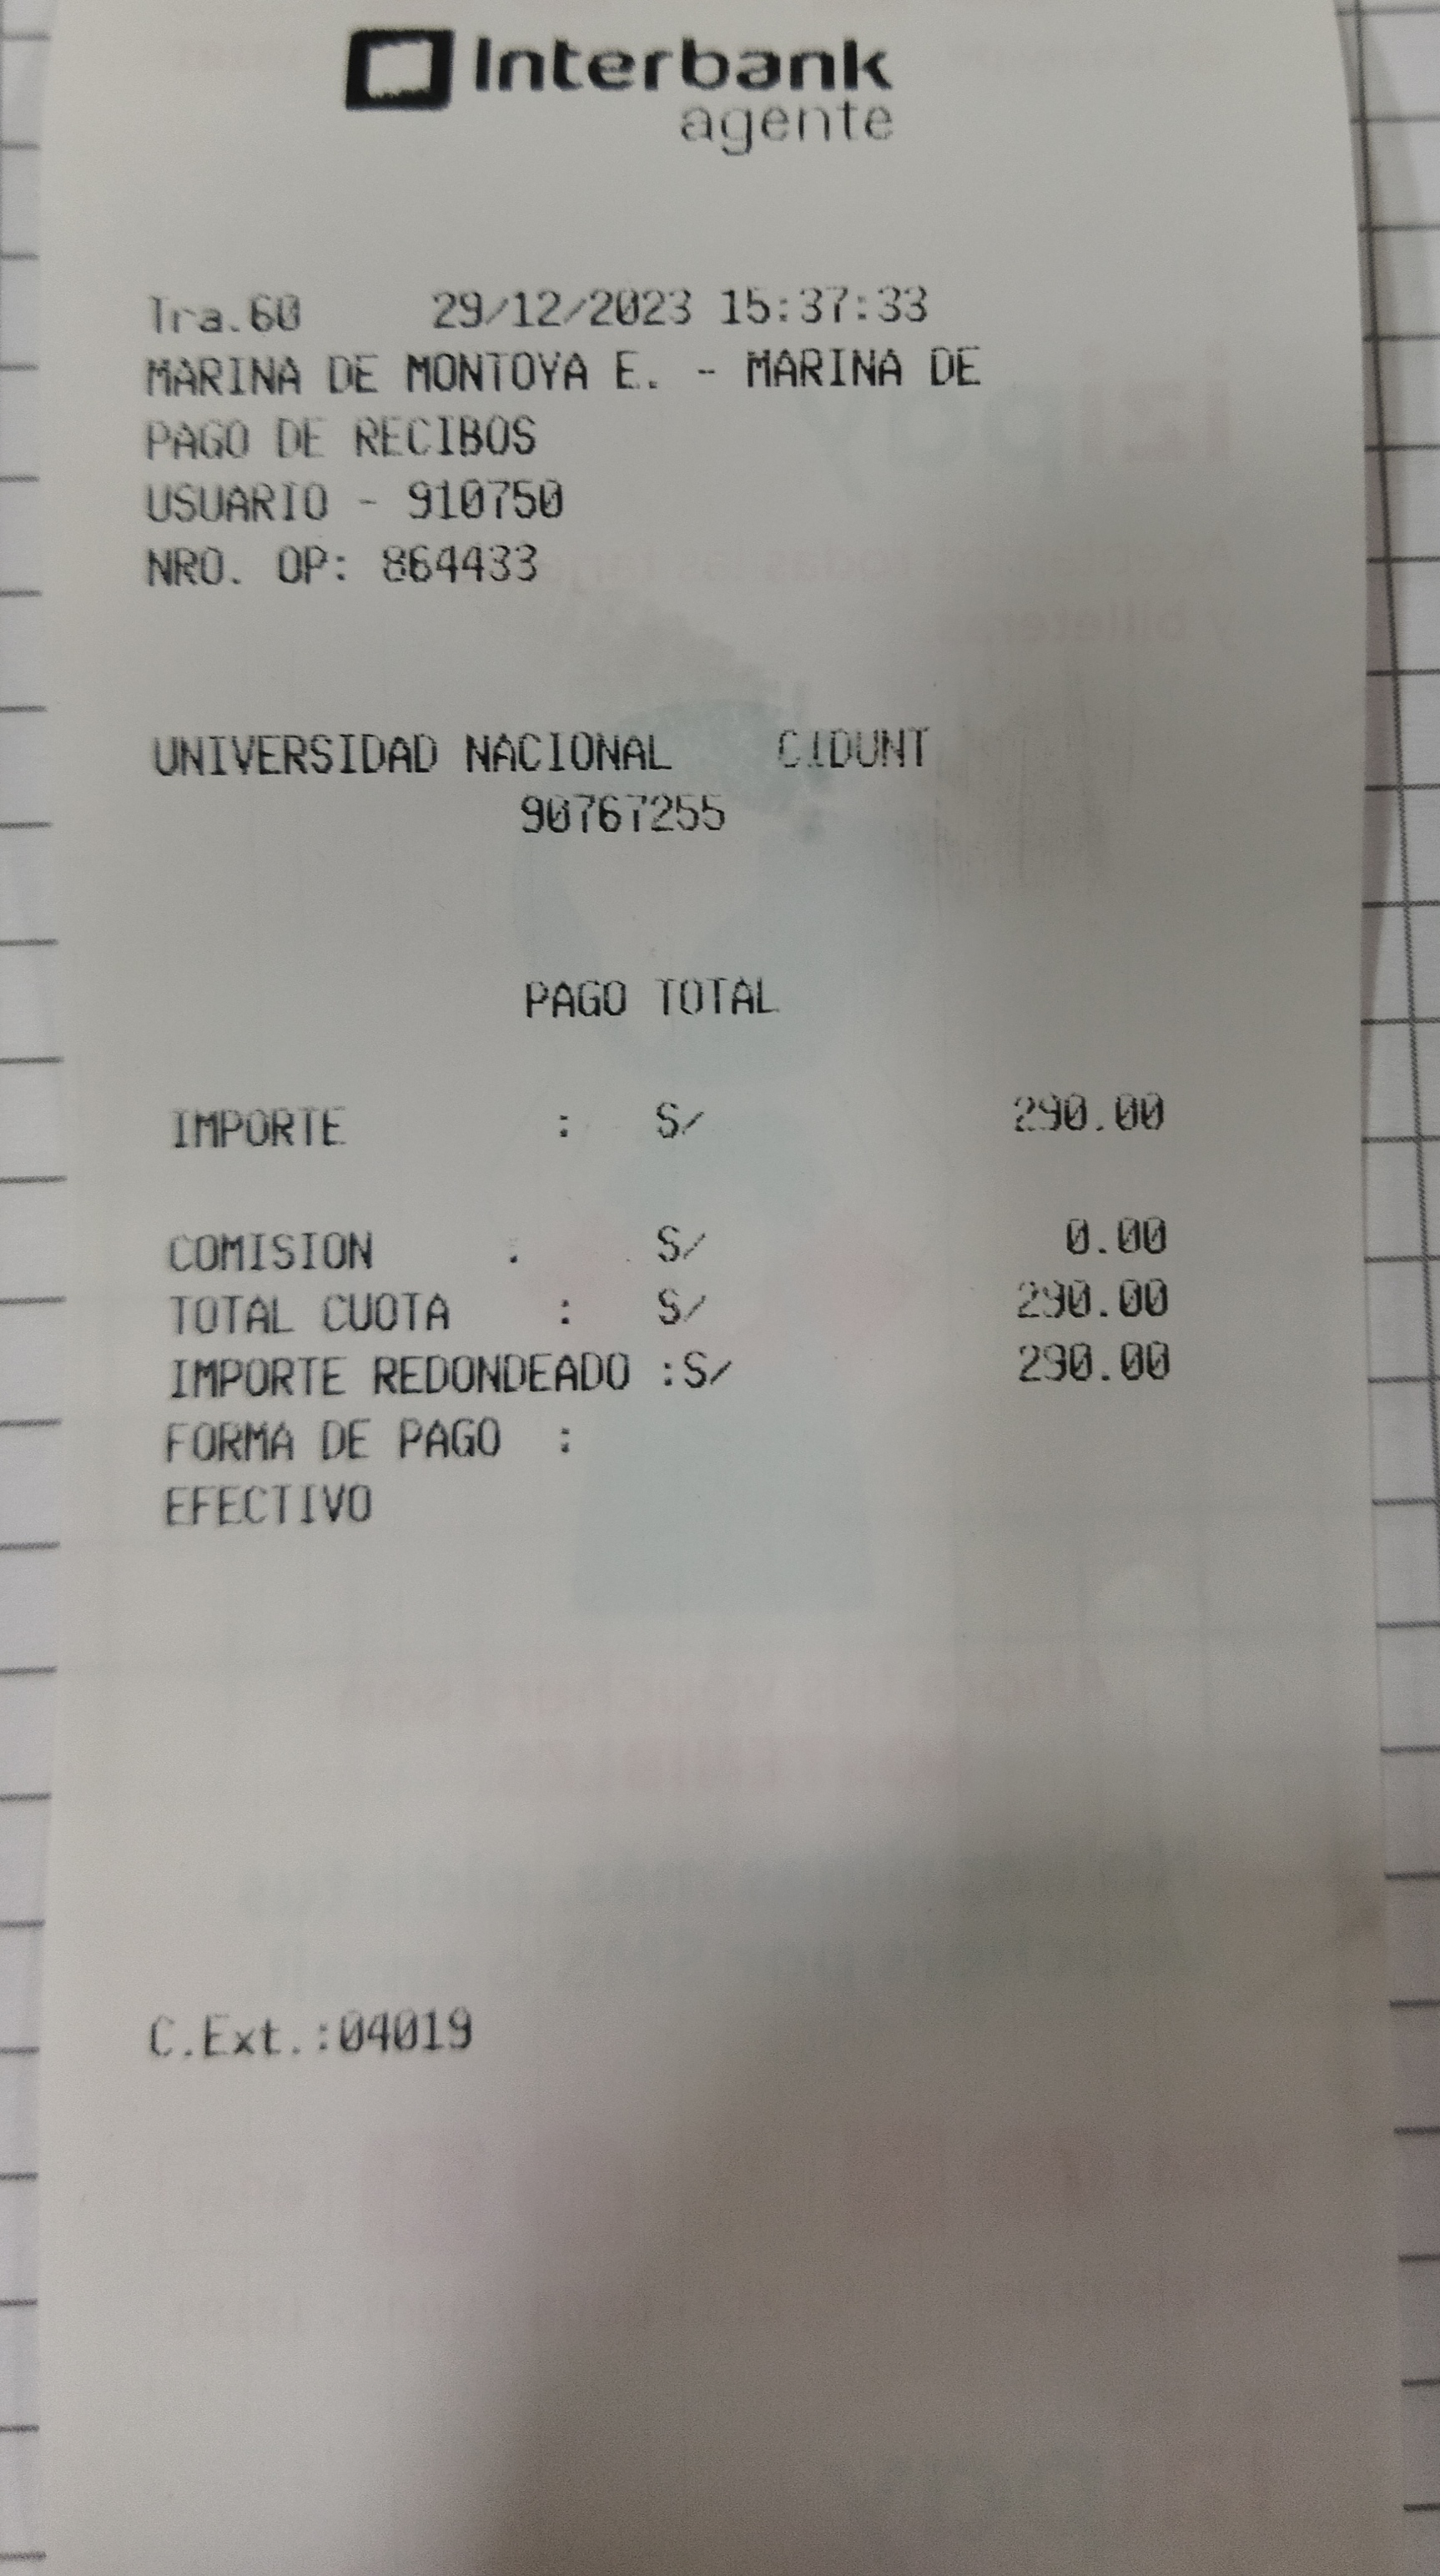 Interbank
agente
Tra.60 29/12/2023 15:37:33
MARINA DE MONTOYA E. - MARINA DE
PAGO DE RECIBOS
USUARIO - 910750
NRO. OP: 864433
UNIVERSIDAD NACIONAL CIDUNT
90767255
PAGO TOTAL
IMPORTE : S/ 290.00
COMISION . S/ 0.00
TOTAL CUOTA : S/ 290.00
IMPORTE REDONDEADO :S/ 290.00
FORMA DE PAGO :
EFECTIVO
C.Ext.:04019